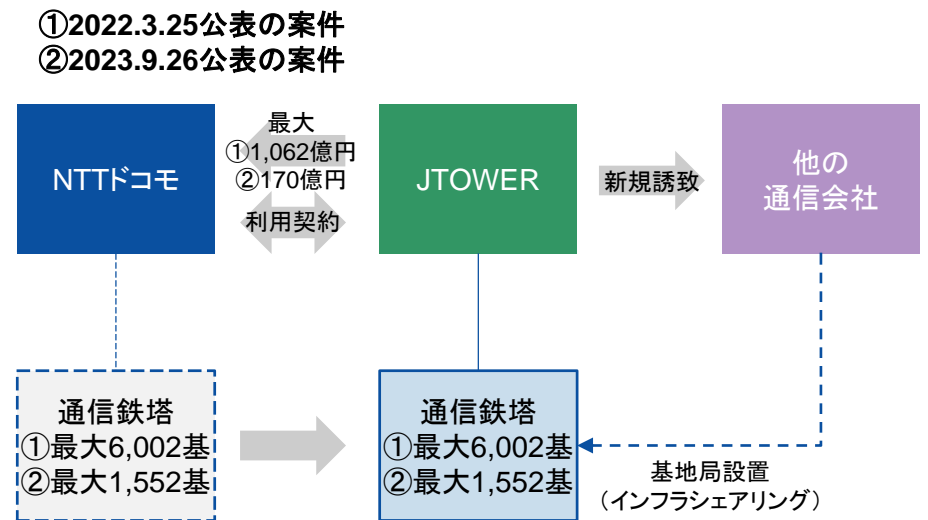 ①2022.3.25公表の案件
②2023.9.26公表の案件
NTTドコモ
最大
①1,062億円
②170億円
利用契約
JTOWER
新規誘致
他の
通信会社
通信鉄塔
①最大6,002基
②最大1,552基
通信鉄塔
①最大6,002基
②最大1,552基
基地局設置
（インフラシェアリング）